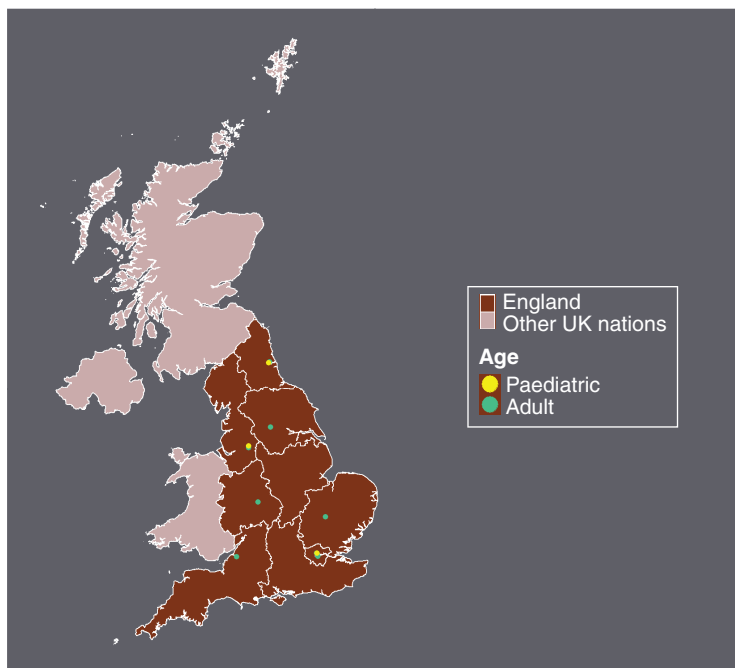 England
Other UK nations
Age
Paediatric
Adult